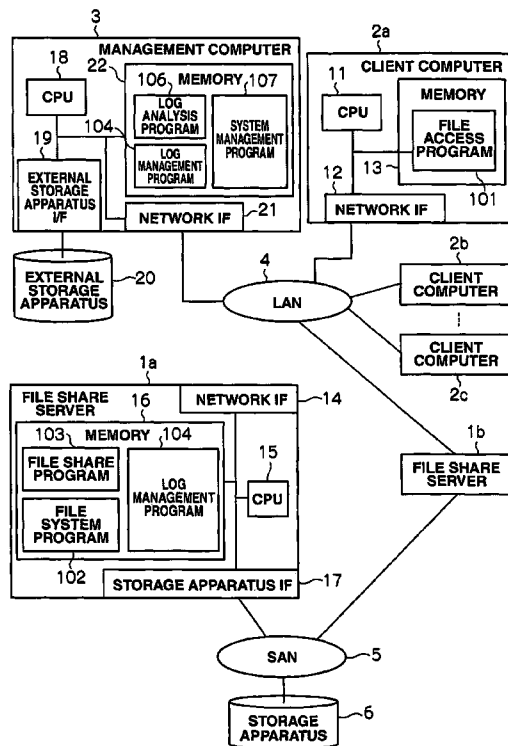 3
MANAGEMENT COMPUTER
18
CPU
22
MEMORY
106
107
LOG
ANALYSIS
PROGRAM
SYSTEM
MANAGEMENT
PROGRAM
104
LOG
MANAGEMENT
PROGRAM
19
EXTERNAL
STORAGE
APPARATUS
I/F
NETWORK IF
21
EXTERNAL
STORAGE
APPARATUS
20
2a
CLIENT COMPUTER
11
CPU
MEMORY
FILE
ACCESS
PROGRAM
13
101
12
NETWORK IF
4
LAN
2b
CLIENT
COMPUTER
CLIENT
COMPUTER
2c
1a
FILE SHARE
SERVER
NETWORK IF
14
16
MEMORY
103
104
FILE SHARE
PROGRAM
LOG
MANAGEMENT
PROGRAM
FILE
SYSTEM
PROGRAM
102
15
CPU
STORAGE APPARATUS IF
17
1b
FILE SHARE
SERVER
SAN
5
STORAGE
APPARATUS
6